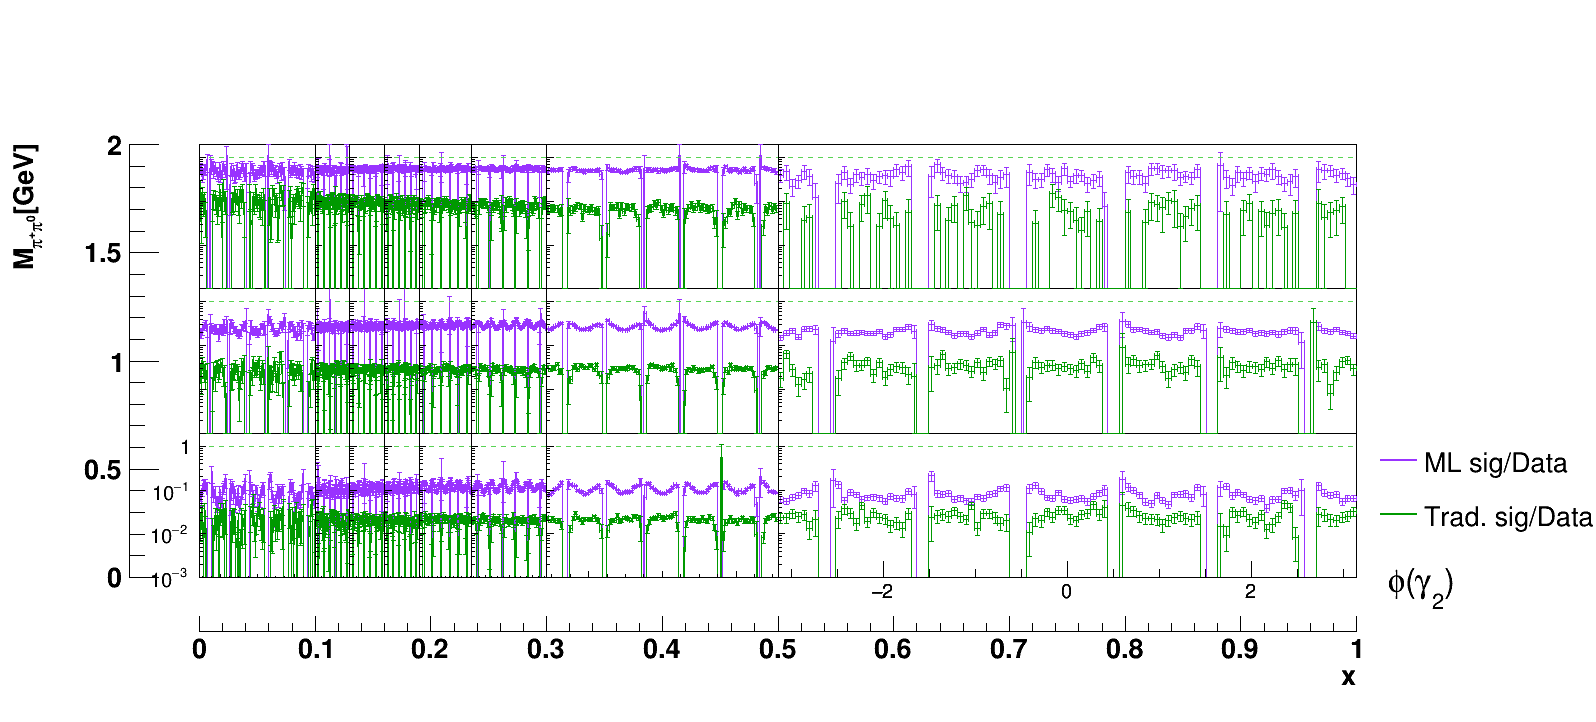 M π⁺π⁰ [GeV]
2
1.5
1
0.5
0
1
10⁻¹
10⁻²
10⁻³
−2 0 2
0 0.1 0.2 0.3 0.4 0.5 0.6 0.7 0.8 0.9 1
x
ML sig/Data
Trad. sig/Data
ϕ(γ₂)